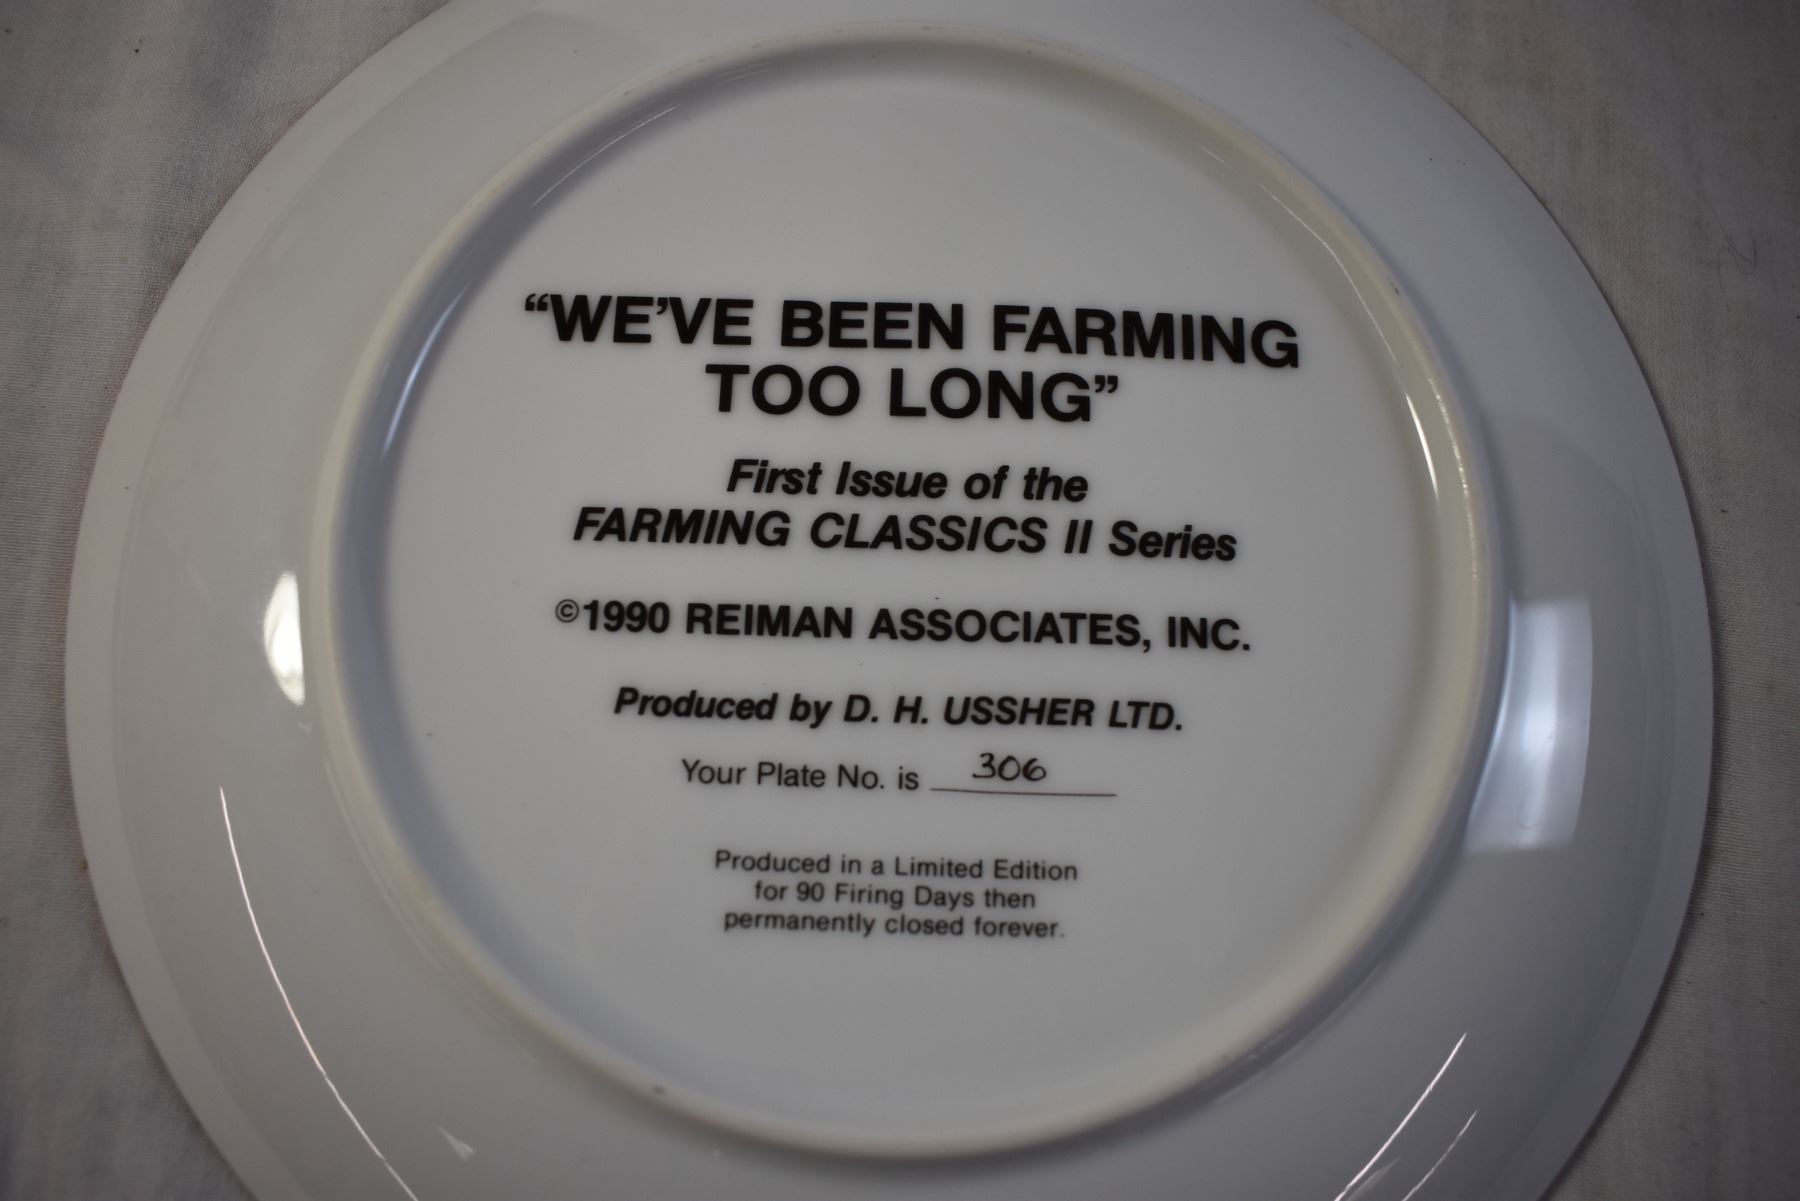 “WE’VE BEEN FARMING
TOO LONG”
First Issue of the
FARMING CLASSICS II Series
©1990 REIMAN ASSOCIATES, INC.
Produced by D. H. USSHER LTD.
Your Plate No. is 306
Produced in a Limited Edition
for 90 Firing Days then
permanently closed forever.